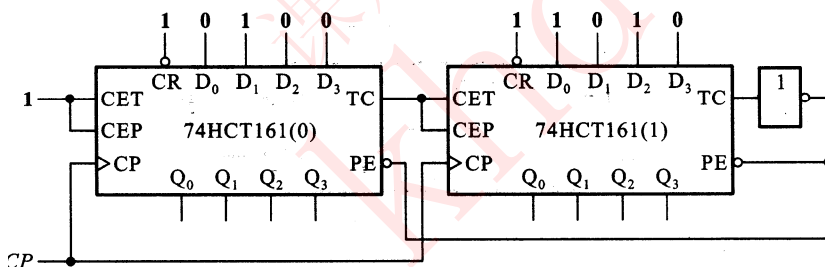 1 0 1 0 0 1 1 0 1 0
CR D₀ D₁ D₂ D₃ CR D₀ D₁ D₂ D₃
1 CET TC CET TC 1
CEP 74HCT161(0) CEP 74HCT161(1)
CP PE CP PE
Q₀ Q₁ Q₂ Q₃ Q₀ Q₁ Q₂ Q₃
CP